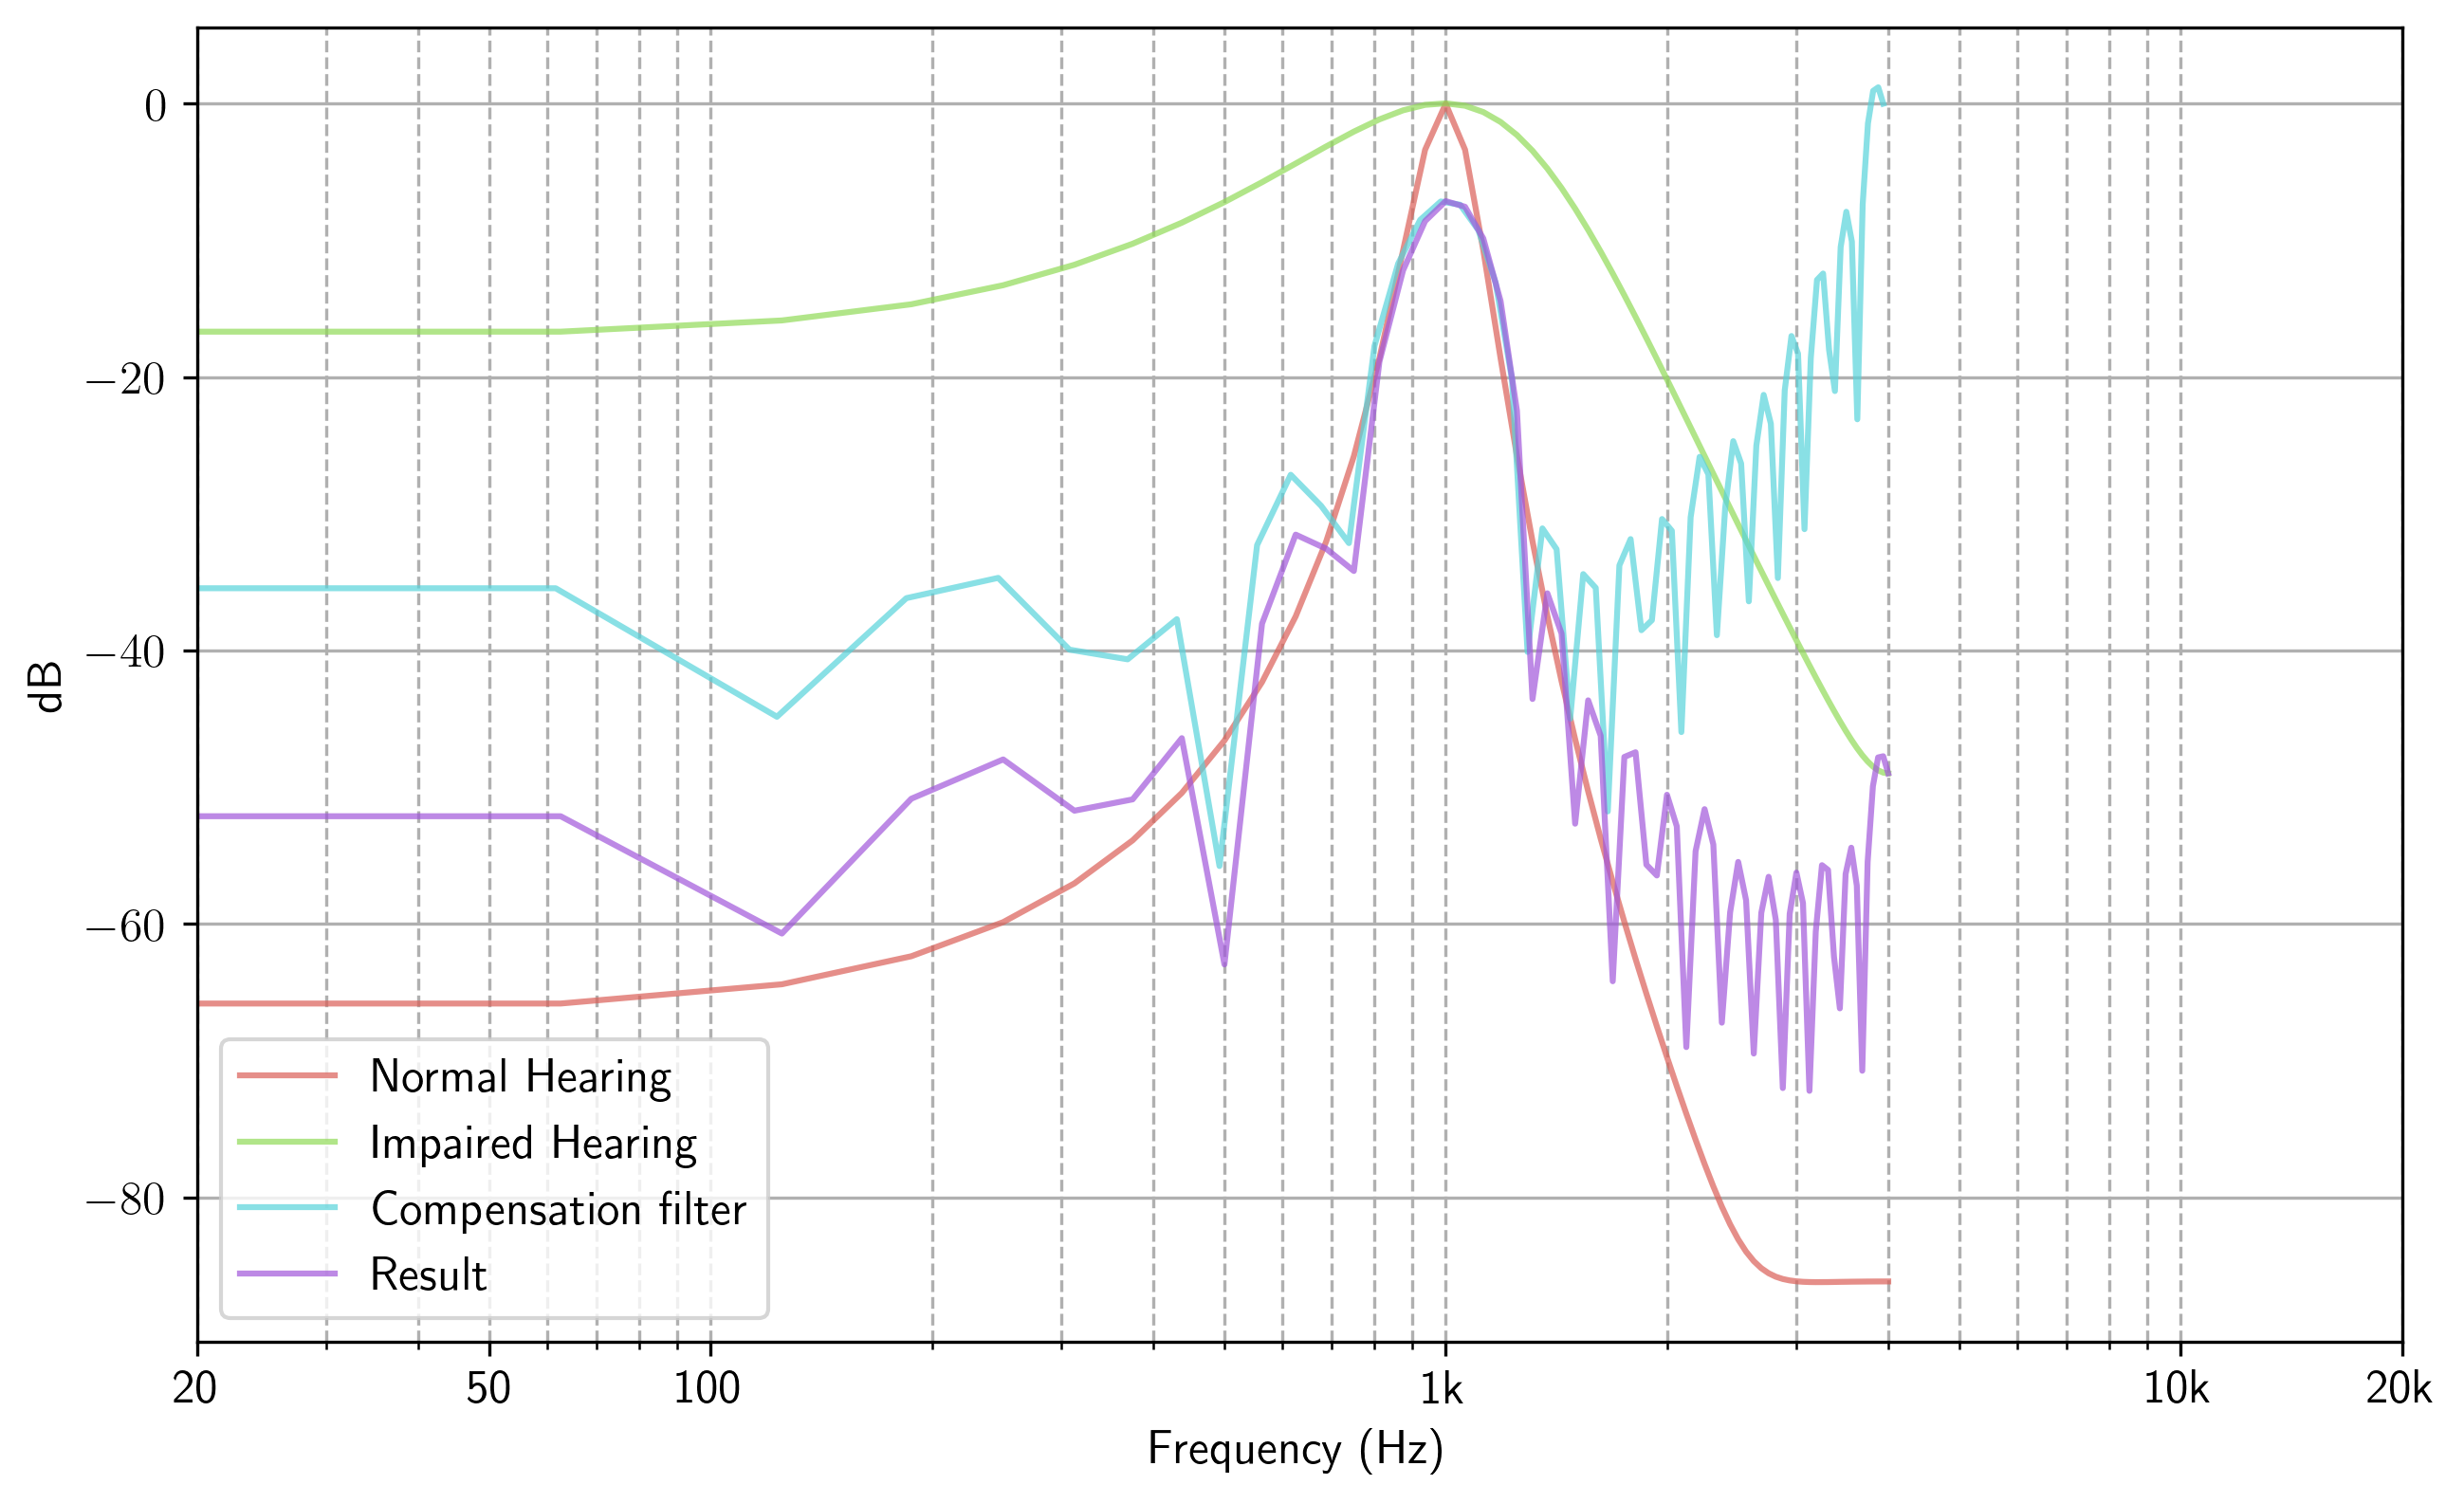 0
−20
−40
−60
−80
dB
Normal Hearing
Impaired Hearing
Compensation filter
Result
20 50 100 1k 10k 20k
Frequency (Hz)